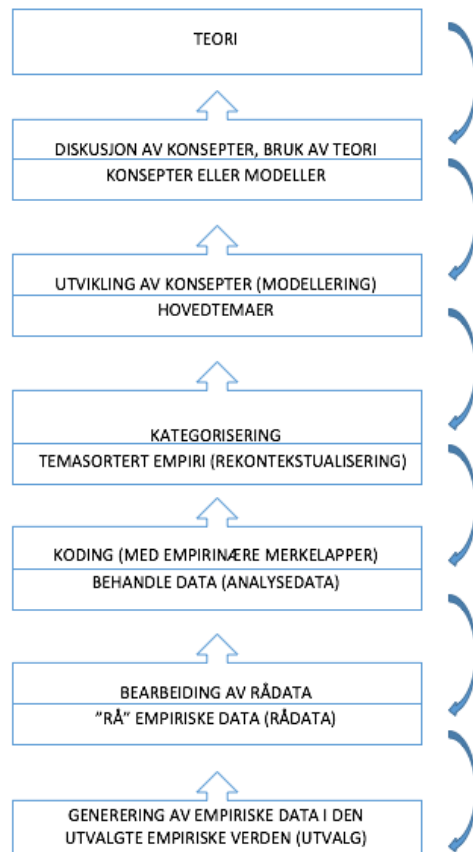 TEORI
DISKUSJON AV KONSEPTER, BRUK AV TEORI
KONSEPTER ELLER MODELLER
UTVIKLING AV KONSEPTER (MODELLERING)
HOVEDTEMAER
KATEGORISERING
TEMASORTERT EMPIRI (REKONTEKSTUALISERING)
KODING (MED EMPIRINÆRE MERKELAPPER)
BEHANDLE DATA (ANALYSEDATA)
BEARBEIDING AV RÅDATA
”RÅ” EMPIRISKE DATA (RÅDATA)
GENERERING AV EMPIRISKE DATA I DEN
UTVALGTE EMPIRISKE VERDEN (UTVALG)